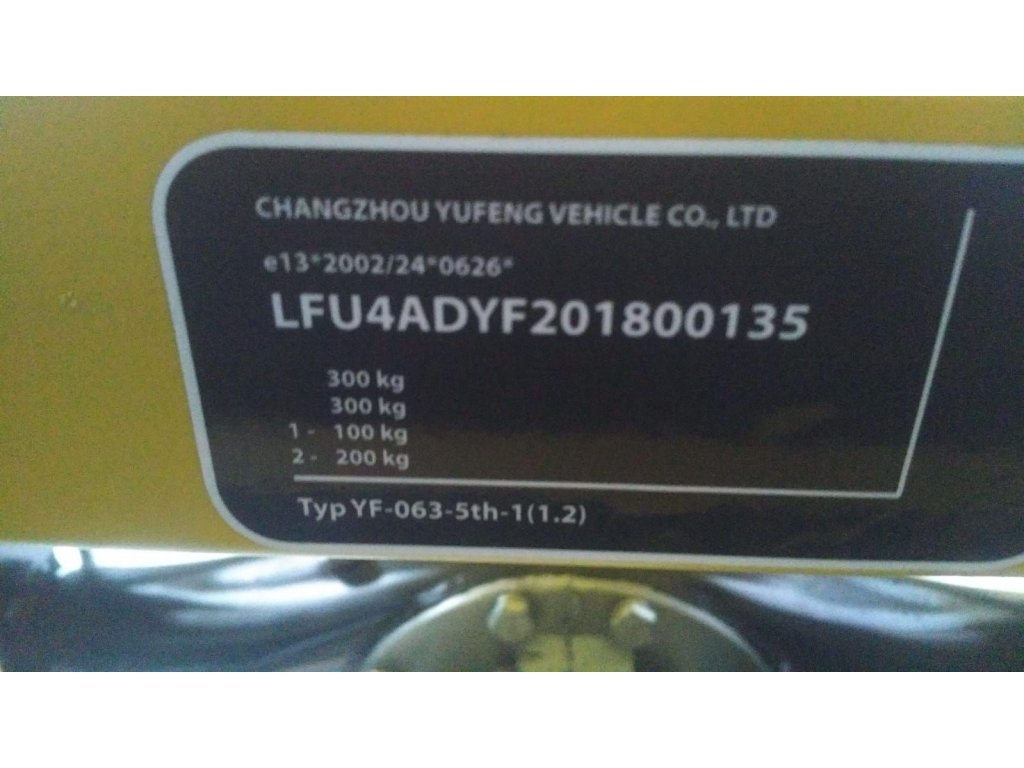 CHANGZHOU YUFENG VEHICLE CO., LTD
e13*2002/24*0626*
LFU4ADYF201800135
300 kg
300 kg
1 - 100 kg
2 - 200 kg
Typ YF-063-5th-1(1.2)